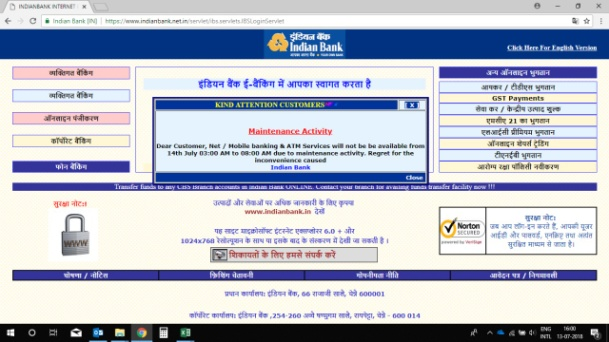 INDIANBANK INTERNET
Indian Bank [IN] | https://www.indianbank.net.in/servlet/ibs.servlets.IBSLoginServlet
इंडियन बैंक
Indian Bank
Click Here For English Version
व्यक्तिगत बैंकिंग
व्यक्तिगत बैंकिंग
ऑनलाइन पंजीकरण
कॉर्पोरेट बैंकिंग
फोन बैंकिंग
इंडियन बैंक ई-बैंकिंग में आपका स्वागत करता है
KIND ATTENTION CUSTOMERS
X
Maintenance Activity
Dear Customer, Net / Mobile banking & ATM Services will not be be available from
14th July 03:00 AM to 08:00 AM due to maintenance activity. Regret for the
inconvenience caused
Indian Bank
Close
अन्य ऑनलाइन भुगतान
आयकर / टीडीएस भुगतान
GST Payments
सेवा कर / केन्द्रीय उत्पाद शुल्क
एमसीए 21 का भुगतान
एलआईसी प्रीमियम भुगतान
ऑनलाइन शेयर्स ट्रेडिंग
टीएनईबी भुगतान
आरोग्य रक्षा पॉलिसी नवीकरण
Transfer funds to any CBS Branch accounts in Indian Bank ONLINE. Contact your branch for availing funds transfer facility now !!!
सुरक्षा नोट::
WWW
उत्पादों और सेवाओं पर अधिक जानकारी के लिए कृपया
www.indianbank.in देखें
यह साइट माइक्रोसॉफ्ट इंटरनेट एक्सप्लोरर 6.0 + और
1024x768 रेसोल्यूशन के साथ या इसके बाद के संस्करण में देखी जा सकती है ।
शिकायतों के लिए हमसे संपर्क करें
Norton
SECURED
powered by VeriSign
सुरक्षा नोट:
घोषणा / नोटिस
फ़िशिंग चेतावनी
गोपनीयता नीति
आवेदन पत्र / नियमावली
प्रधान कार्यालय: इंडियन बैंक, 66 राजाजी सालै, चेन्नै 600001
कॉर्पोरेट कार्यालय: इंडियन बैंक ,254-260 अव्वै षण्मुगम सालै, रायपेट्टा, चेन्नै - 600 014
ENG
INTL
16:00
13-07-2018